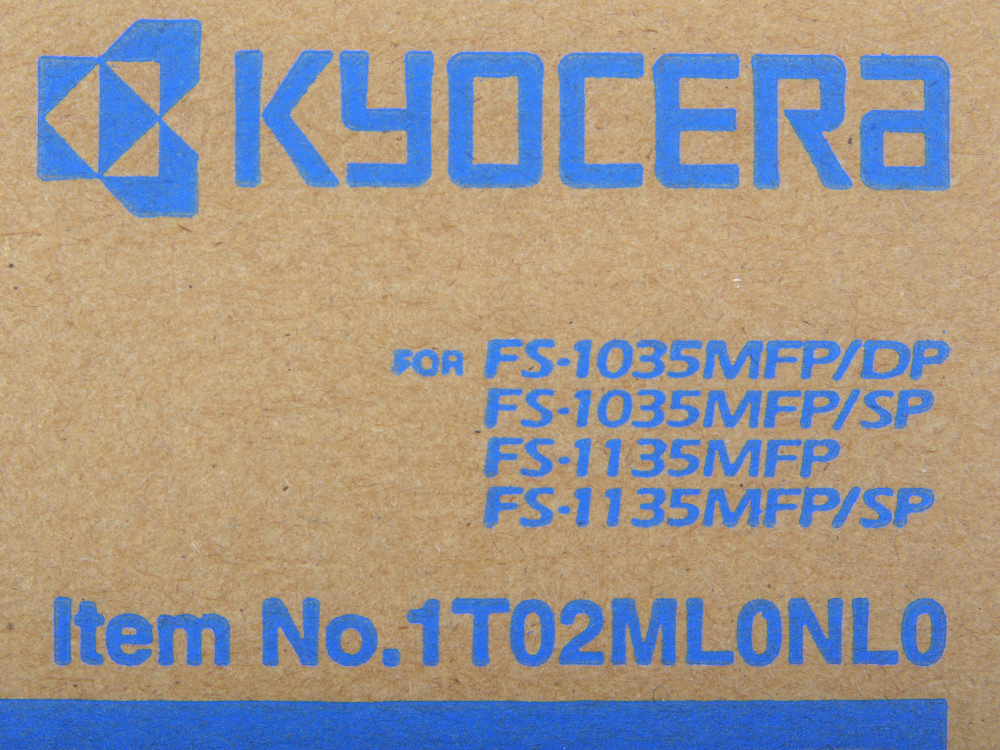 KYOCERA
FOR FS-1035MFP/DP
FS-1035MFP/SP
FS-1135MFP
FS-1135MFP/SP
Item No.1T02ML0NL0